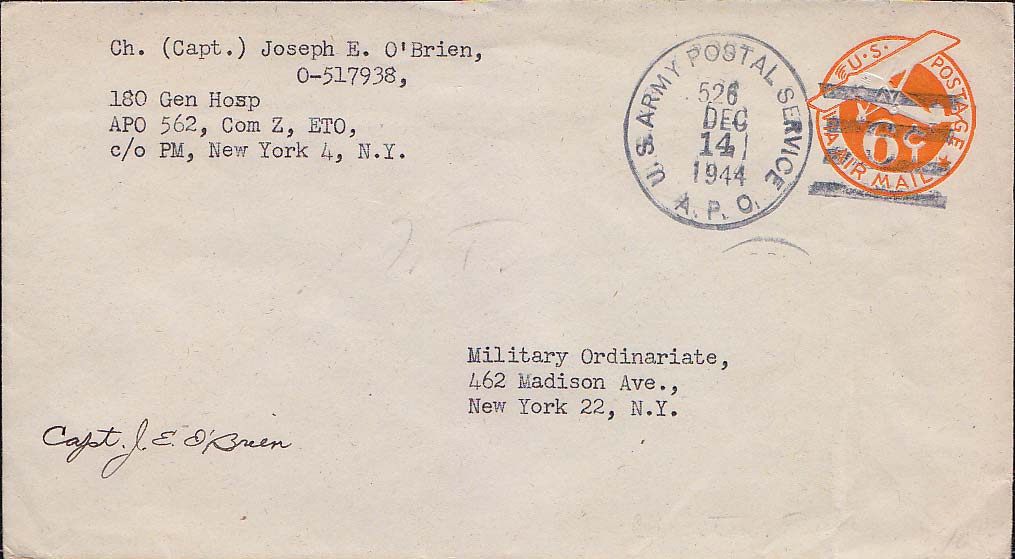 Ch. (Capt.) Joseph E. O'Brien,
O-517938,
180 Gen Hosp
APO 562, Com Z, ETO,
c/o PM, New York 4, N.Y.
U.S. ARMY POSTAL SERVICE
526
DEC
14
1944
A.P.O.
U.S. POSTAGE
6¢
VIA AIR MAIL
Military Ordinariate,
462 Madison Ave.,
New York 22, N.Y.
Capt. J. E. O'Brien